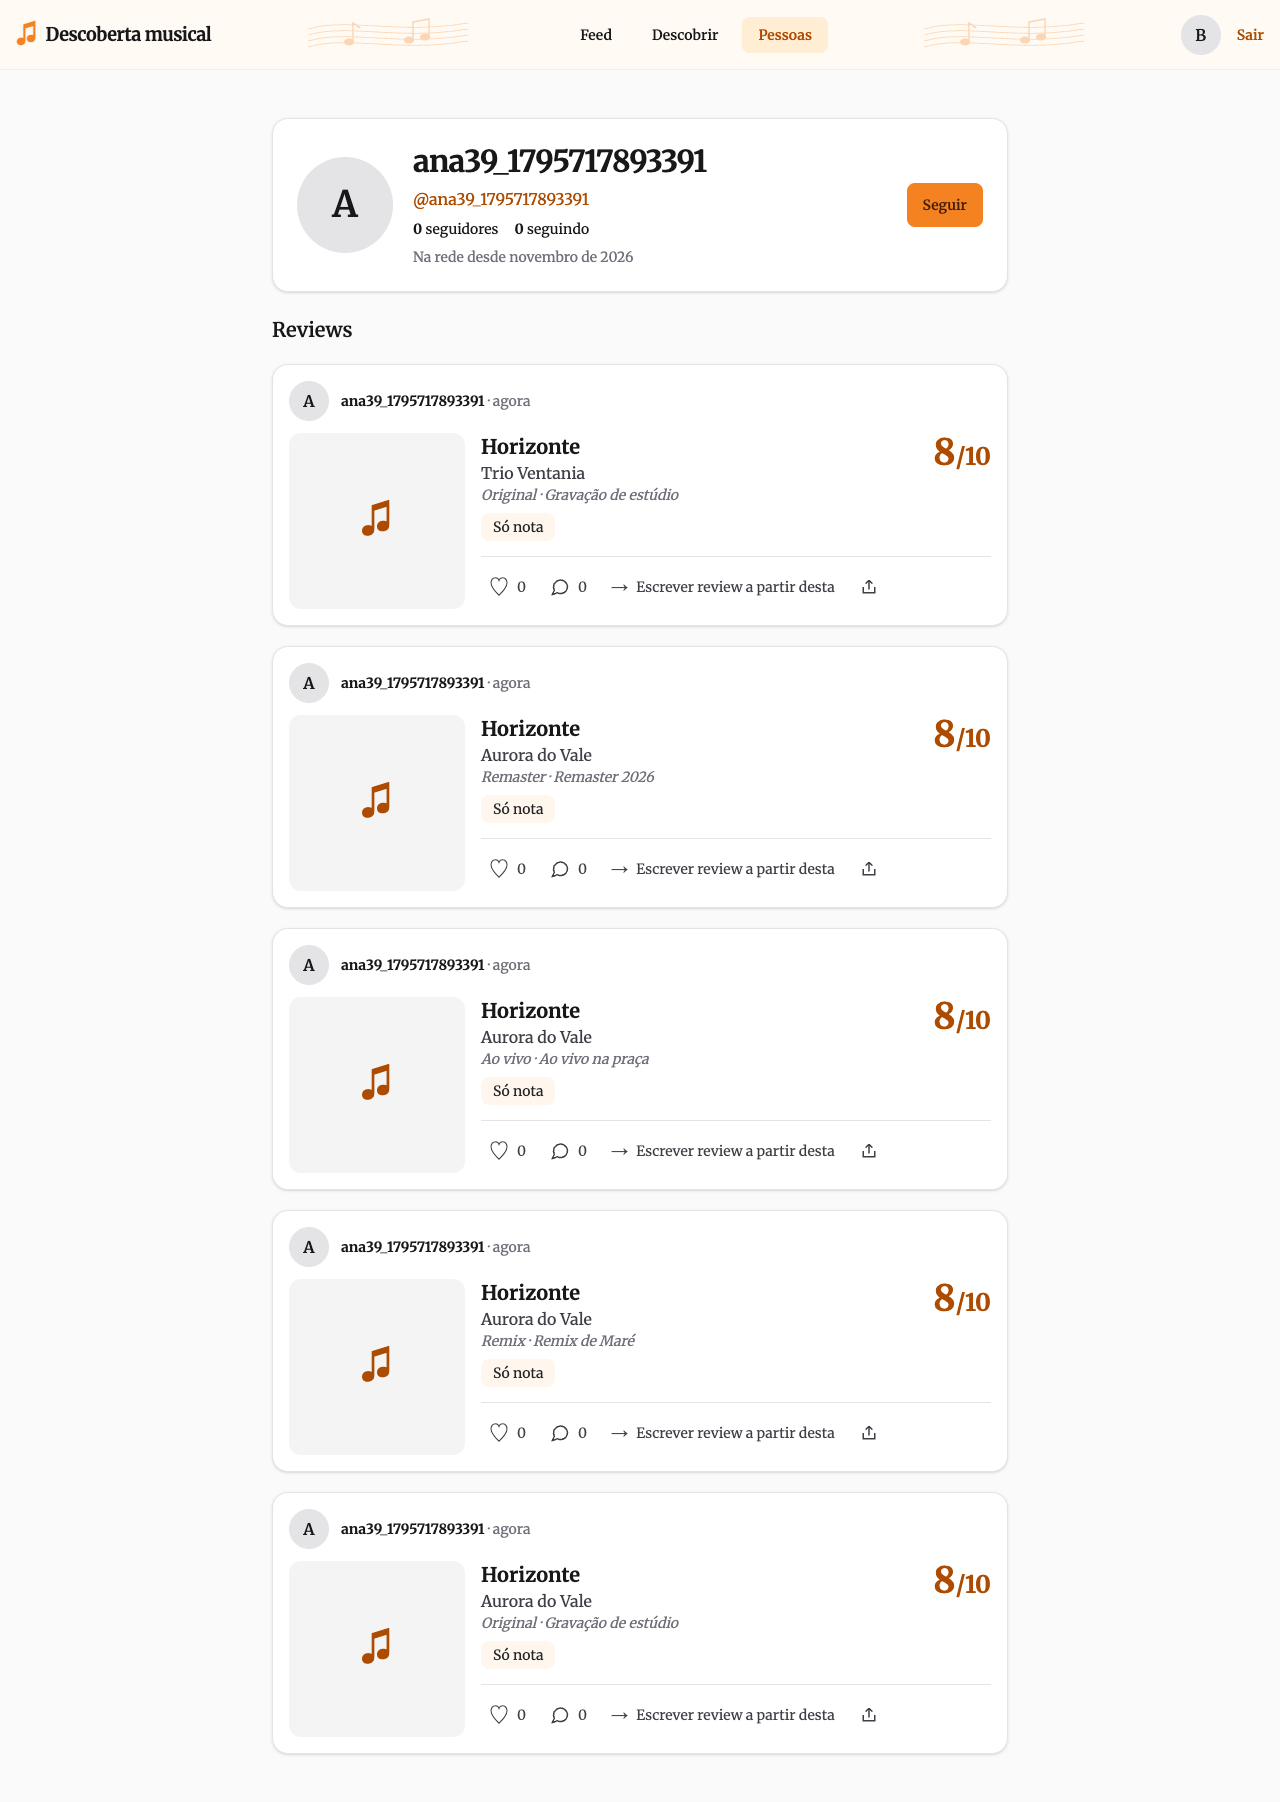 Descoberta musical
Feed
Descobrir
Pessoas
B
Sair
A
ana39_1795717893391
@ana39_1795717893391
0 seguidores 0 seguindo
Na rede desde novembro de 2026
Seguir
Reviews
A
ana39_1795717893391 · agora
Horizonte
8/10
Trio Ventania
Original · Gravação de estúdio
Só nota
0 0 → Escrever review a partir desta
A
ana39_1795717893391 · agora
Horizonte
8/10
Aurora do Vale
Remaster · Remaster 2026
Só nota
0 0 → Escrever review a partir desta
A
ana39_1795717893391 · agora
Horizonte
8/10
Aurora do Vale
Ao vivo · Ao vivo na praça
Só nota
0 0 → Escrever review a partir desta
A
ana39_1795717893391 · agora
Horizonte
8/10
Aurora do Vale
Remix · Remix de Maré
Só nota
0 0 → Escrever review a partir desta
A
ana39_1795717893391 · agora
Horizonte
8/10
Aurora do Vale
Original · Gravação de estúdio
Só nota
0 0 → Escrever review a partir desta